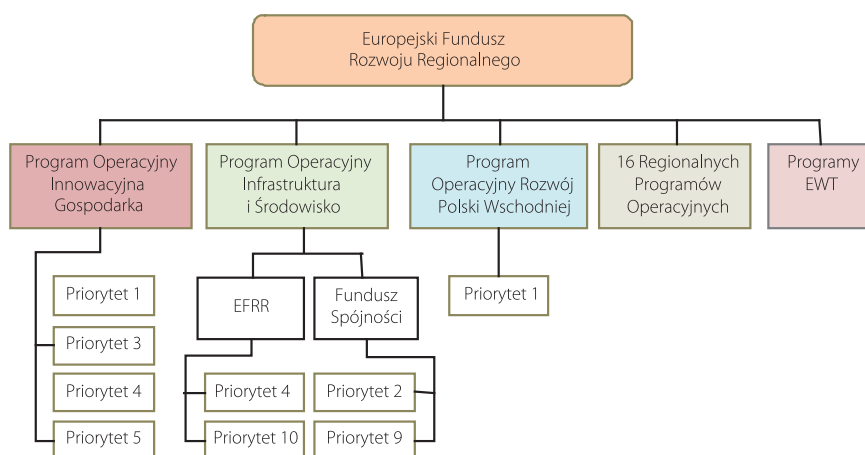 Europejski Fundusz
Rozwoju Regionalnego
Program Operacyjny
Innowacyjna
Gospodarka
Program Operacyjny
Infrastruktura
i Środowisko
Program
Operacyjny Rozwój
Polski Wschodniej
16 Regionalnych
Programów
Operacyjnych
Programy
EWT
Priorytet 1
Priorytet 3
Priorytet 4
Priorytet 5
EFRR
Fundusz
Spójności
Priorytet 4
Priorytet 10
Priorytet 2
Priorytet 9
Priorytet 1